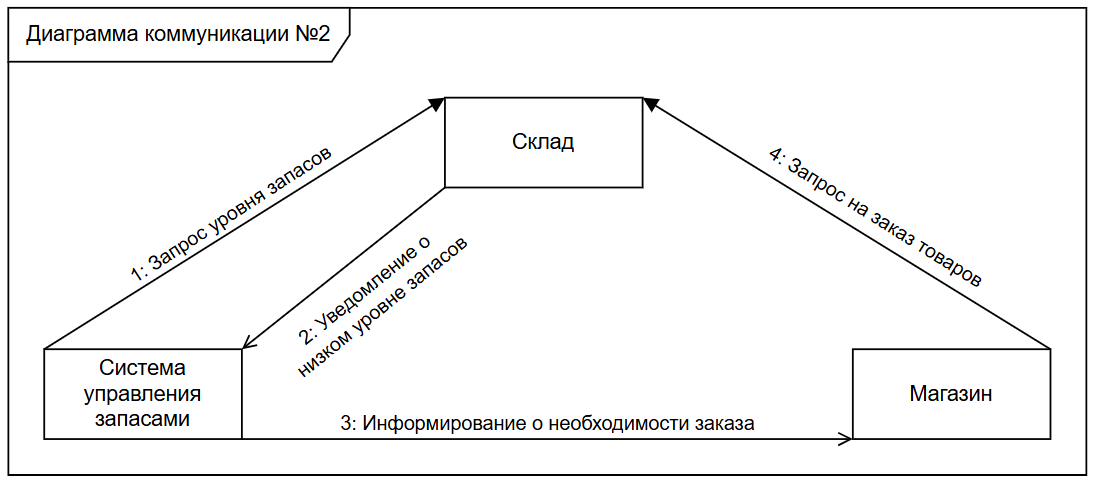 Диаграмма коммуникации №2
Склад
1: Запрос уровня запасов
4: Запрос на заказ товаров
2: Уведомление о
низком уровне запасов
Система
управления
запасами
3: Информирование о необходимости заказа
Магазин